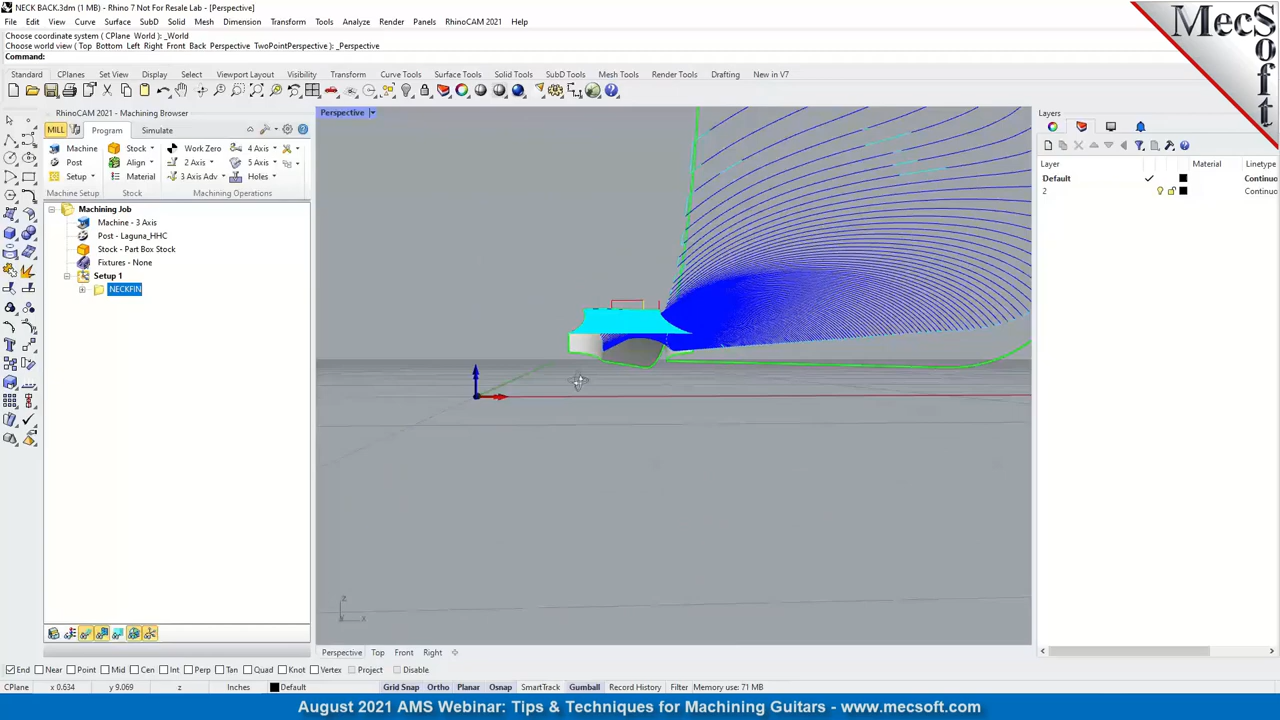 NECK BACK.3dm (1 MB) - Rhino 7 Not For Resale Lab - [Perspective]
File Edit View Curve Surface SubD Solid Mesh Dimension Transform Tools Analyze Render Panels RhinoCAM 2021 Help
Choose coordinate system ( CPlane World ): _World
Choose world view ( Top Bottom Left Right Front Back Perspective TwoPointPerspective ): _Perspective
Command:
Standard CPlanes Set View Display Select Viewport Layout Visibility Transform Curve Tools Surface Tools Solid Tools SubD Tools Mesh Tools Render Tools Drafting New in V7
RhinoCAM 2021 - Machining Browser
MILL Program Simulate
Machine Stock Work Zero 4 Axis
Post Align 2 Axis 5 Axis
Setup Material 3 Axis Adv Holes
Machine Setup Stock Machining Operations
Machining Job
Machine - 3 Axis
Post - Laguna_HHC
Stock - Part Box Stock
Fixtures - None
Setup 1
NECKFIN
Perspective
z
x
Perspective Top Front Right
Layers
Layer Material Linetype
Default Continuo
2 Continuo
MecSoft
End Near Point Mid Cen Int Perp Tan Quad Knot Vertex Project Disable
CPlane x 0.634 y 9.069 z Inches Default Grid Snap Ortho Planar Osnap SmartTrack Gumball Record History Filter Memory use: 71 MB
August 2021 AMS Webinar: Tips & Techniques for Machining Guitars - www.mecsoft.com